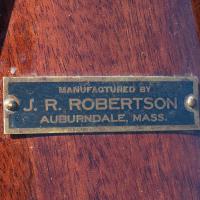 MANUFACTURED BY
J. R. ROBERTSON
AUBURNDALE, MASS.